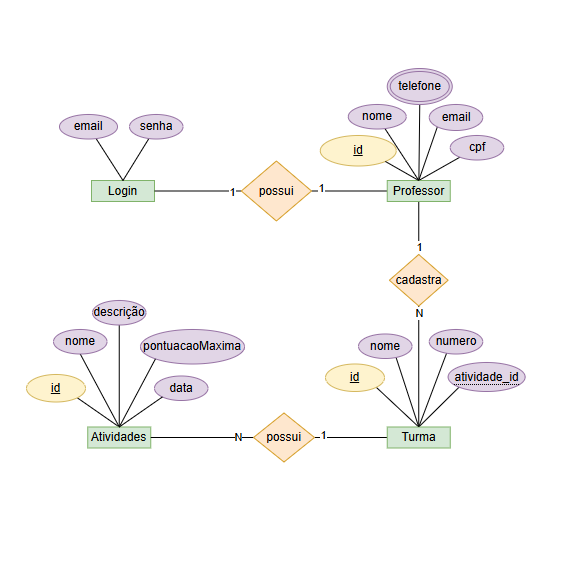 telefone
nome
email
email
senha
id
cpf
Login
1
possui
1
Professor
1
cadastra
N
descrição
nome
pontuacaoMaxima
nome
numero
id
data
id
atividade_id
Atividades
N
possui
1
Turma